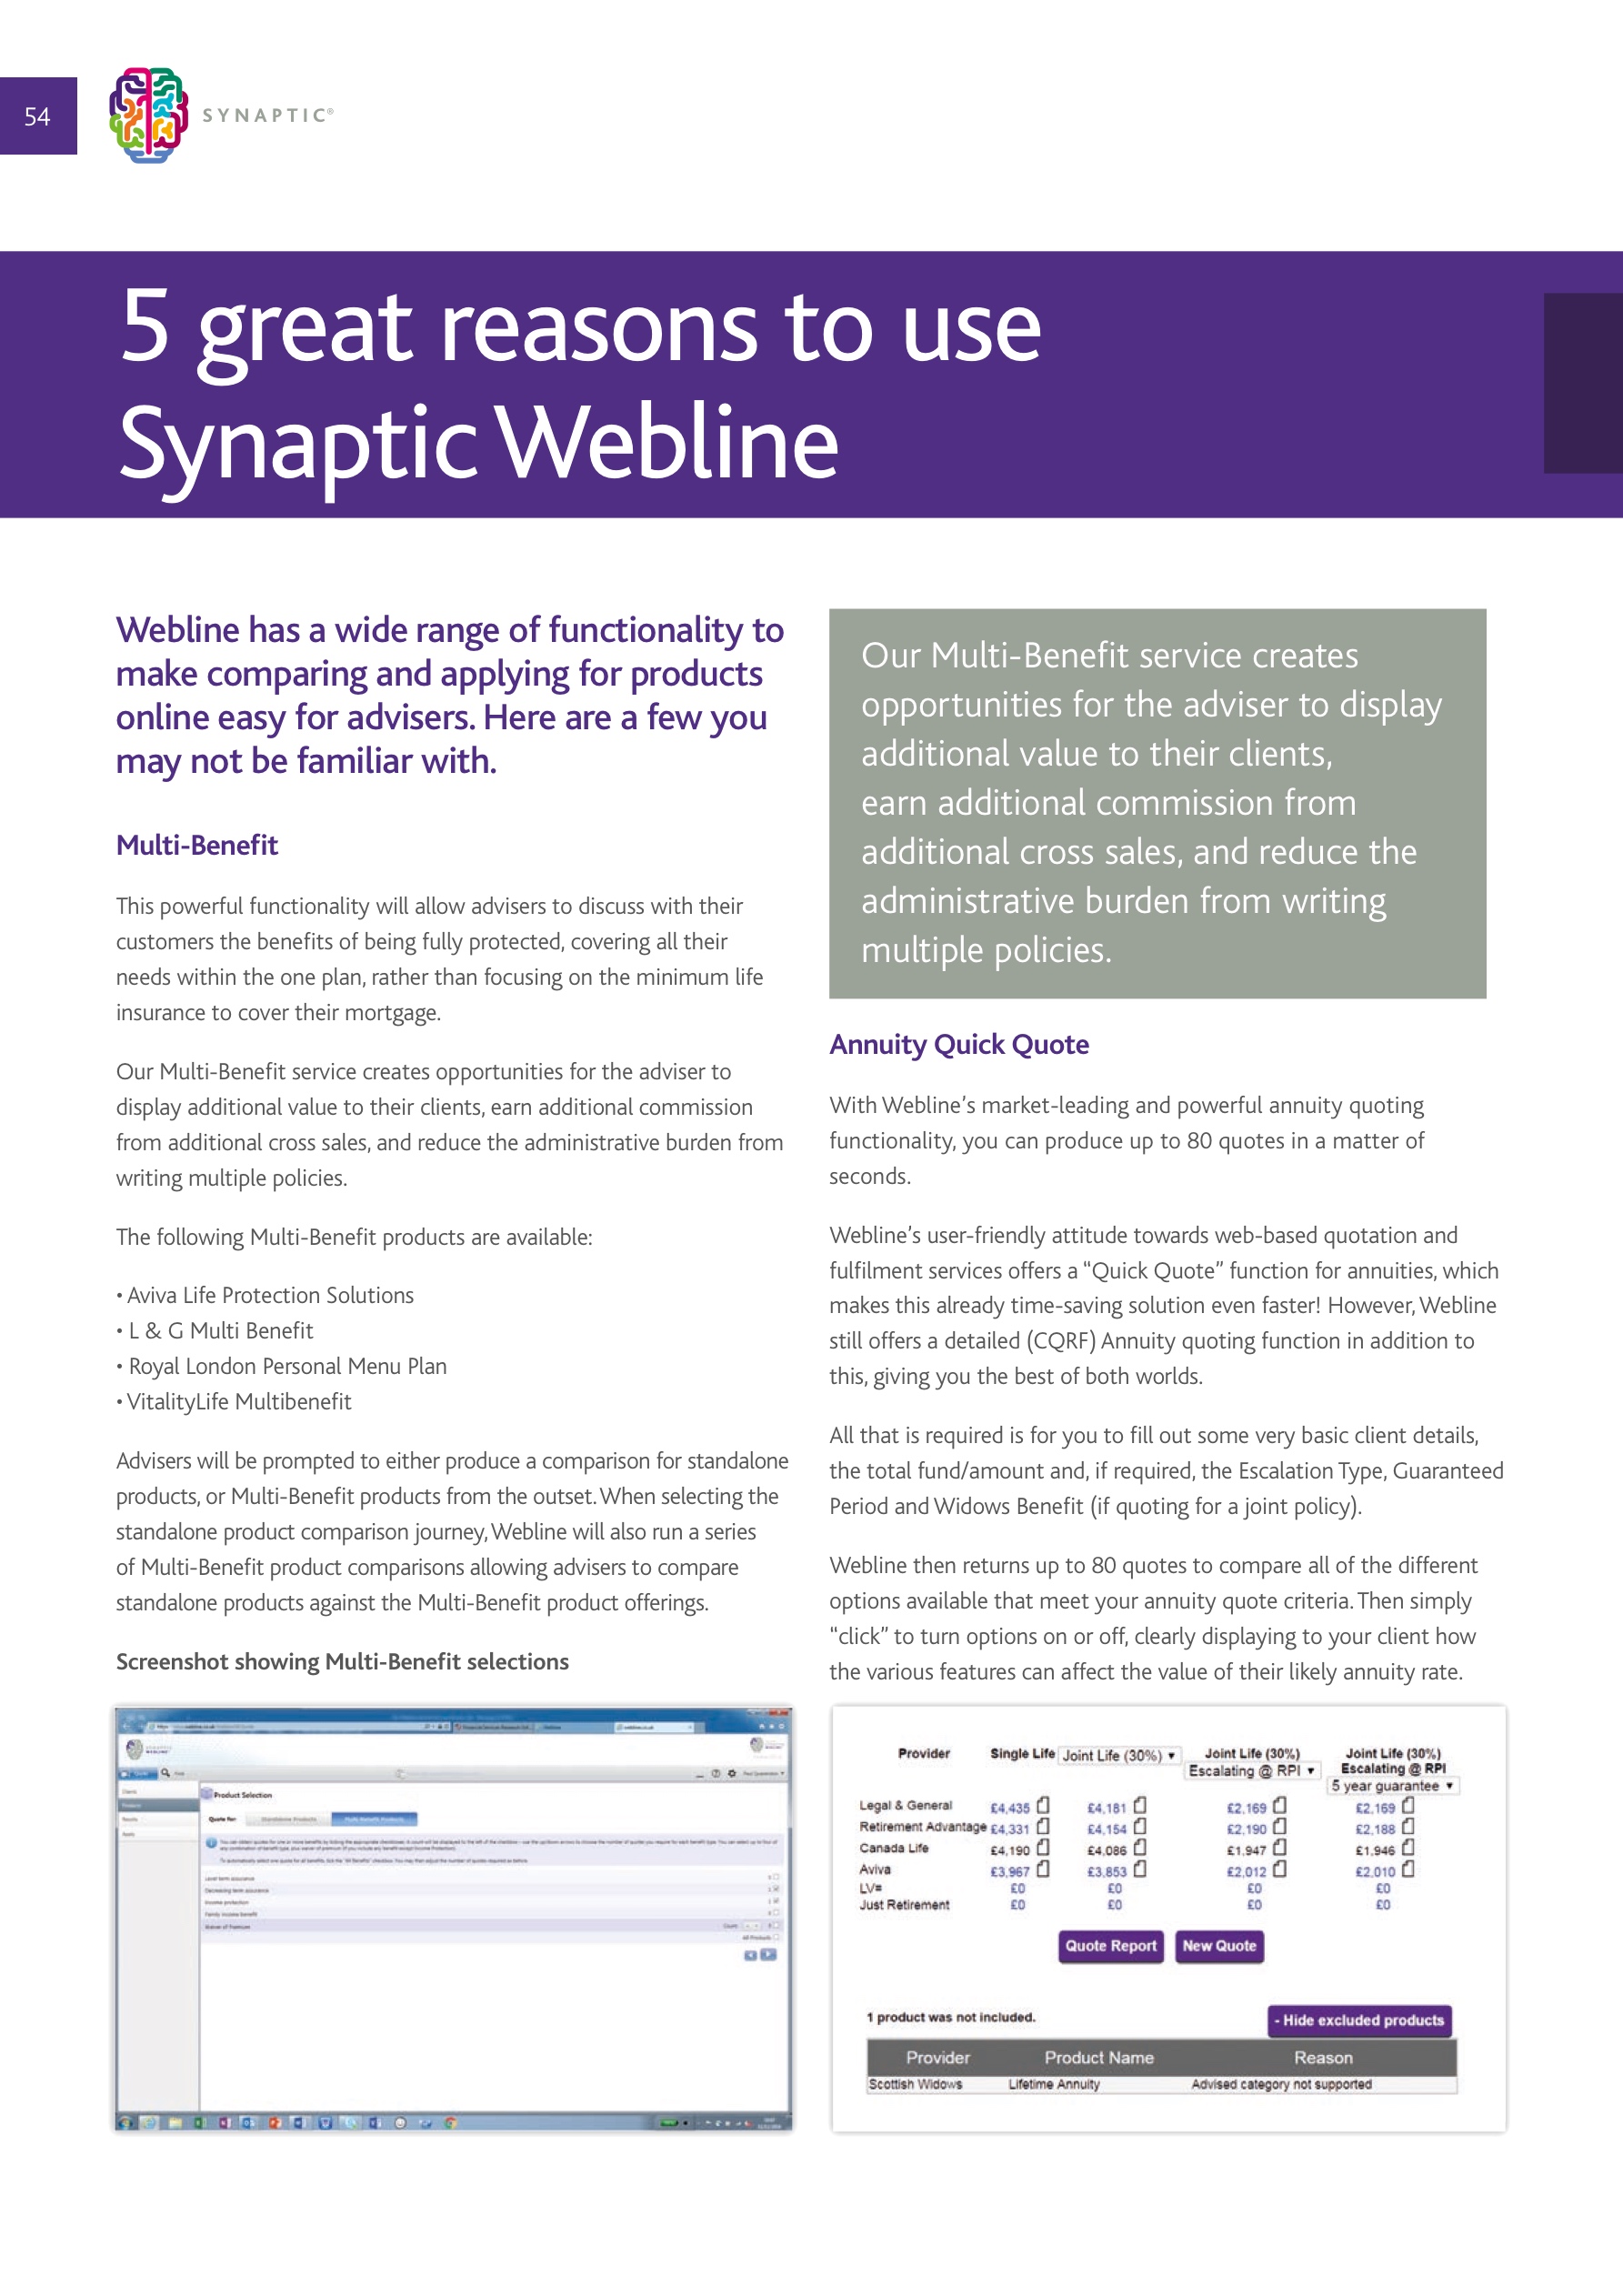 54
SYNAPTIC®
5 great reasons to use
Synaptic Webline
Webline has a wide range of functionality to
make comparing and applying for products
online easy for advisers. Here are a few you
may not be familiar with.
Multi-Benefit
This powerful functionality will allow advisers to discuss with their
customers the benefits of being fully protected, covering all their
needs within the one plan, rather than focusing on the minimum life
insurance to cover their mortgage.
Our Multi-Benefit service creates opportunities for the adviser to
display additional value to their clients, earn additional commission
from additional cross sales, and reduce the administrative burden from
writing multiple policies.
The following Multi-Benefit products are available:
• Aviva Life Protection Solutions
• L & G Multi Benefit
• Royal London Personal Menu Plan
• VitalityLife Multibenefit
Advisers will be prompted to either produce a comparison for standalone
products, or Multi-Benefit products from the outset. When selecting the
standalone product comparison journey, Webline will also run a series
of Multi-Benefit product comparisons allowing advisers to compare
standalone products against the Multi-Benefit product offerings.
Screenshot showing Multi-Benefit selections
Product Selection
Quote for: Standalone Products Multi-Benefit Products
Level term assurance
Decreasing term assurance
Income protection
Family income benefit
Waiver of Premium
All Products
Our Multi-Benefit service creates
opportunities for the adviser to display
additional value to their clients,
earn additional commission from
additional cross sales, and reduce the
administrative burden from writing
multiple policies.
Annuity Quick Quote
With Webline’s market-leading and powerful annuity quoting
functionality, you can produce up to 80 quotes in a matter of
seconds.
Webline’s user-friendly attitude towards web-based quotation and
fulfilment services offers a “Quick Quote” function for annuities, which
makes this already time-saving solution even faster! However, Webline
still offers a detailed (CQRF) Annuity quoting function in addition to
this, giving you the best of both worlds.
All that is required is for you to fill out some very basic client details,
the total fund/amount and, if required, the Escalation Type, Guaranteed
Period and Widows Benefit (if quoting for a joint policy).
Webline then returns up to 80 quotes to compare all of the different
options available that meet your annuity quote criteria. Then simply
“click” to turn options on or off, clearly displaying to your client how
the various features can affect the value of their likely annuity rate.
Provider Single Life Joint Life (30%) Joint Life (30%) Joint Life (30%)
Escalating @ RPI Escalating @ RPI
5 year guarantee
Legal & General £4,435 £4,181 £2,169 £2,169
Retirement Advantage £4,331 £4,154 £2,190 £2,188
Canada Life £4,190 £4,086 £1,947 £1,946
Aviva £3,967 £3,853 £2,012 £2,010
LV= £0 £0 £0 £0
Just Retirement £0 £0 £0 £0
Quote Report New Quote
1 product was not included.
- Hide excluded products
Provider Product Name Reason
Scottish Widows Lifetime Annuity Advised category not supported